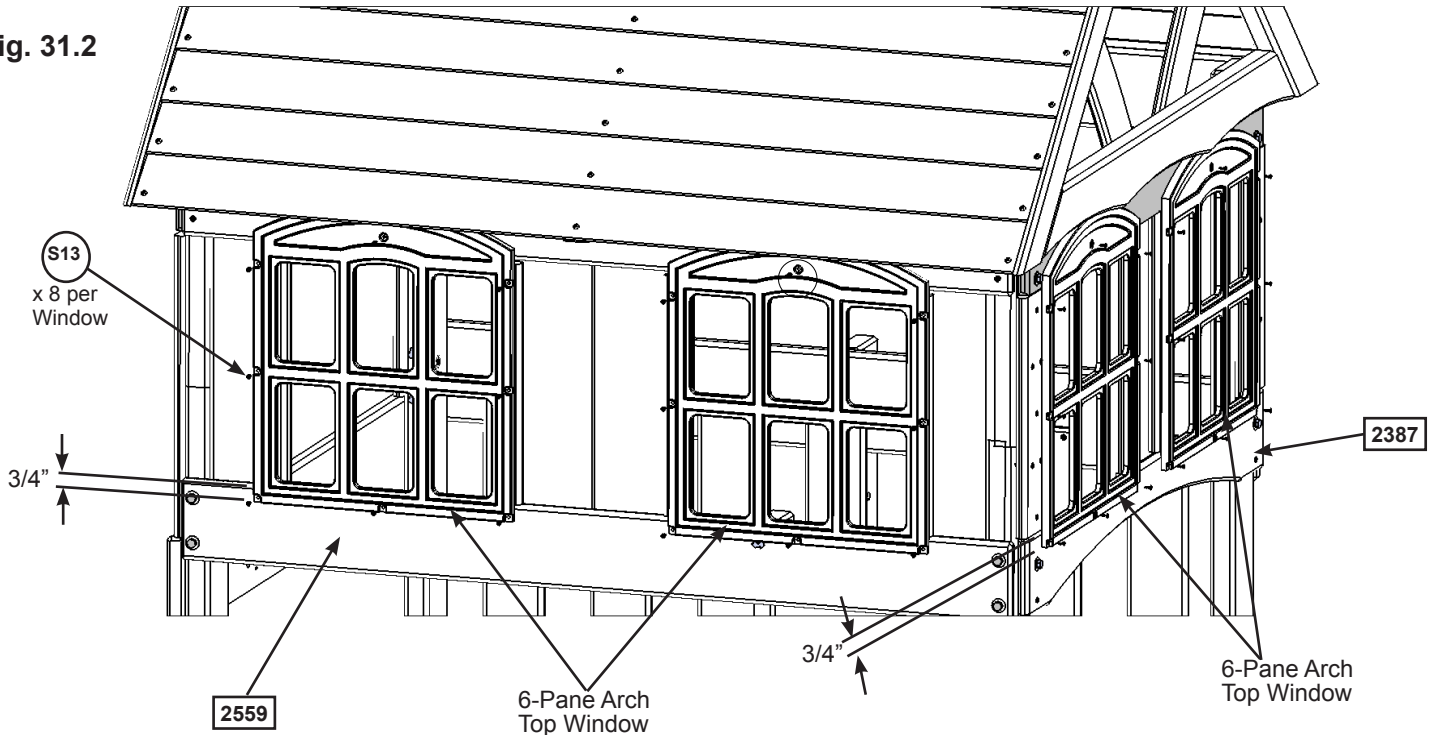 ig. 31.2
S13
x 8 per
Window
3/4”
2387
3/4”
6-Pane Arch
Top Window
6-Pane Arch
Top Window
2559